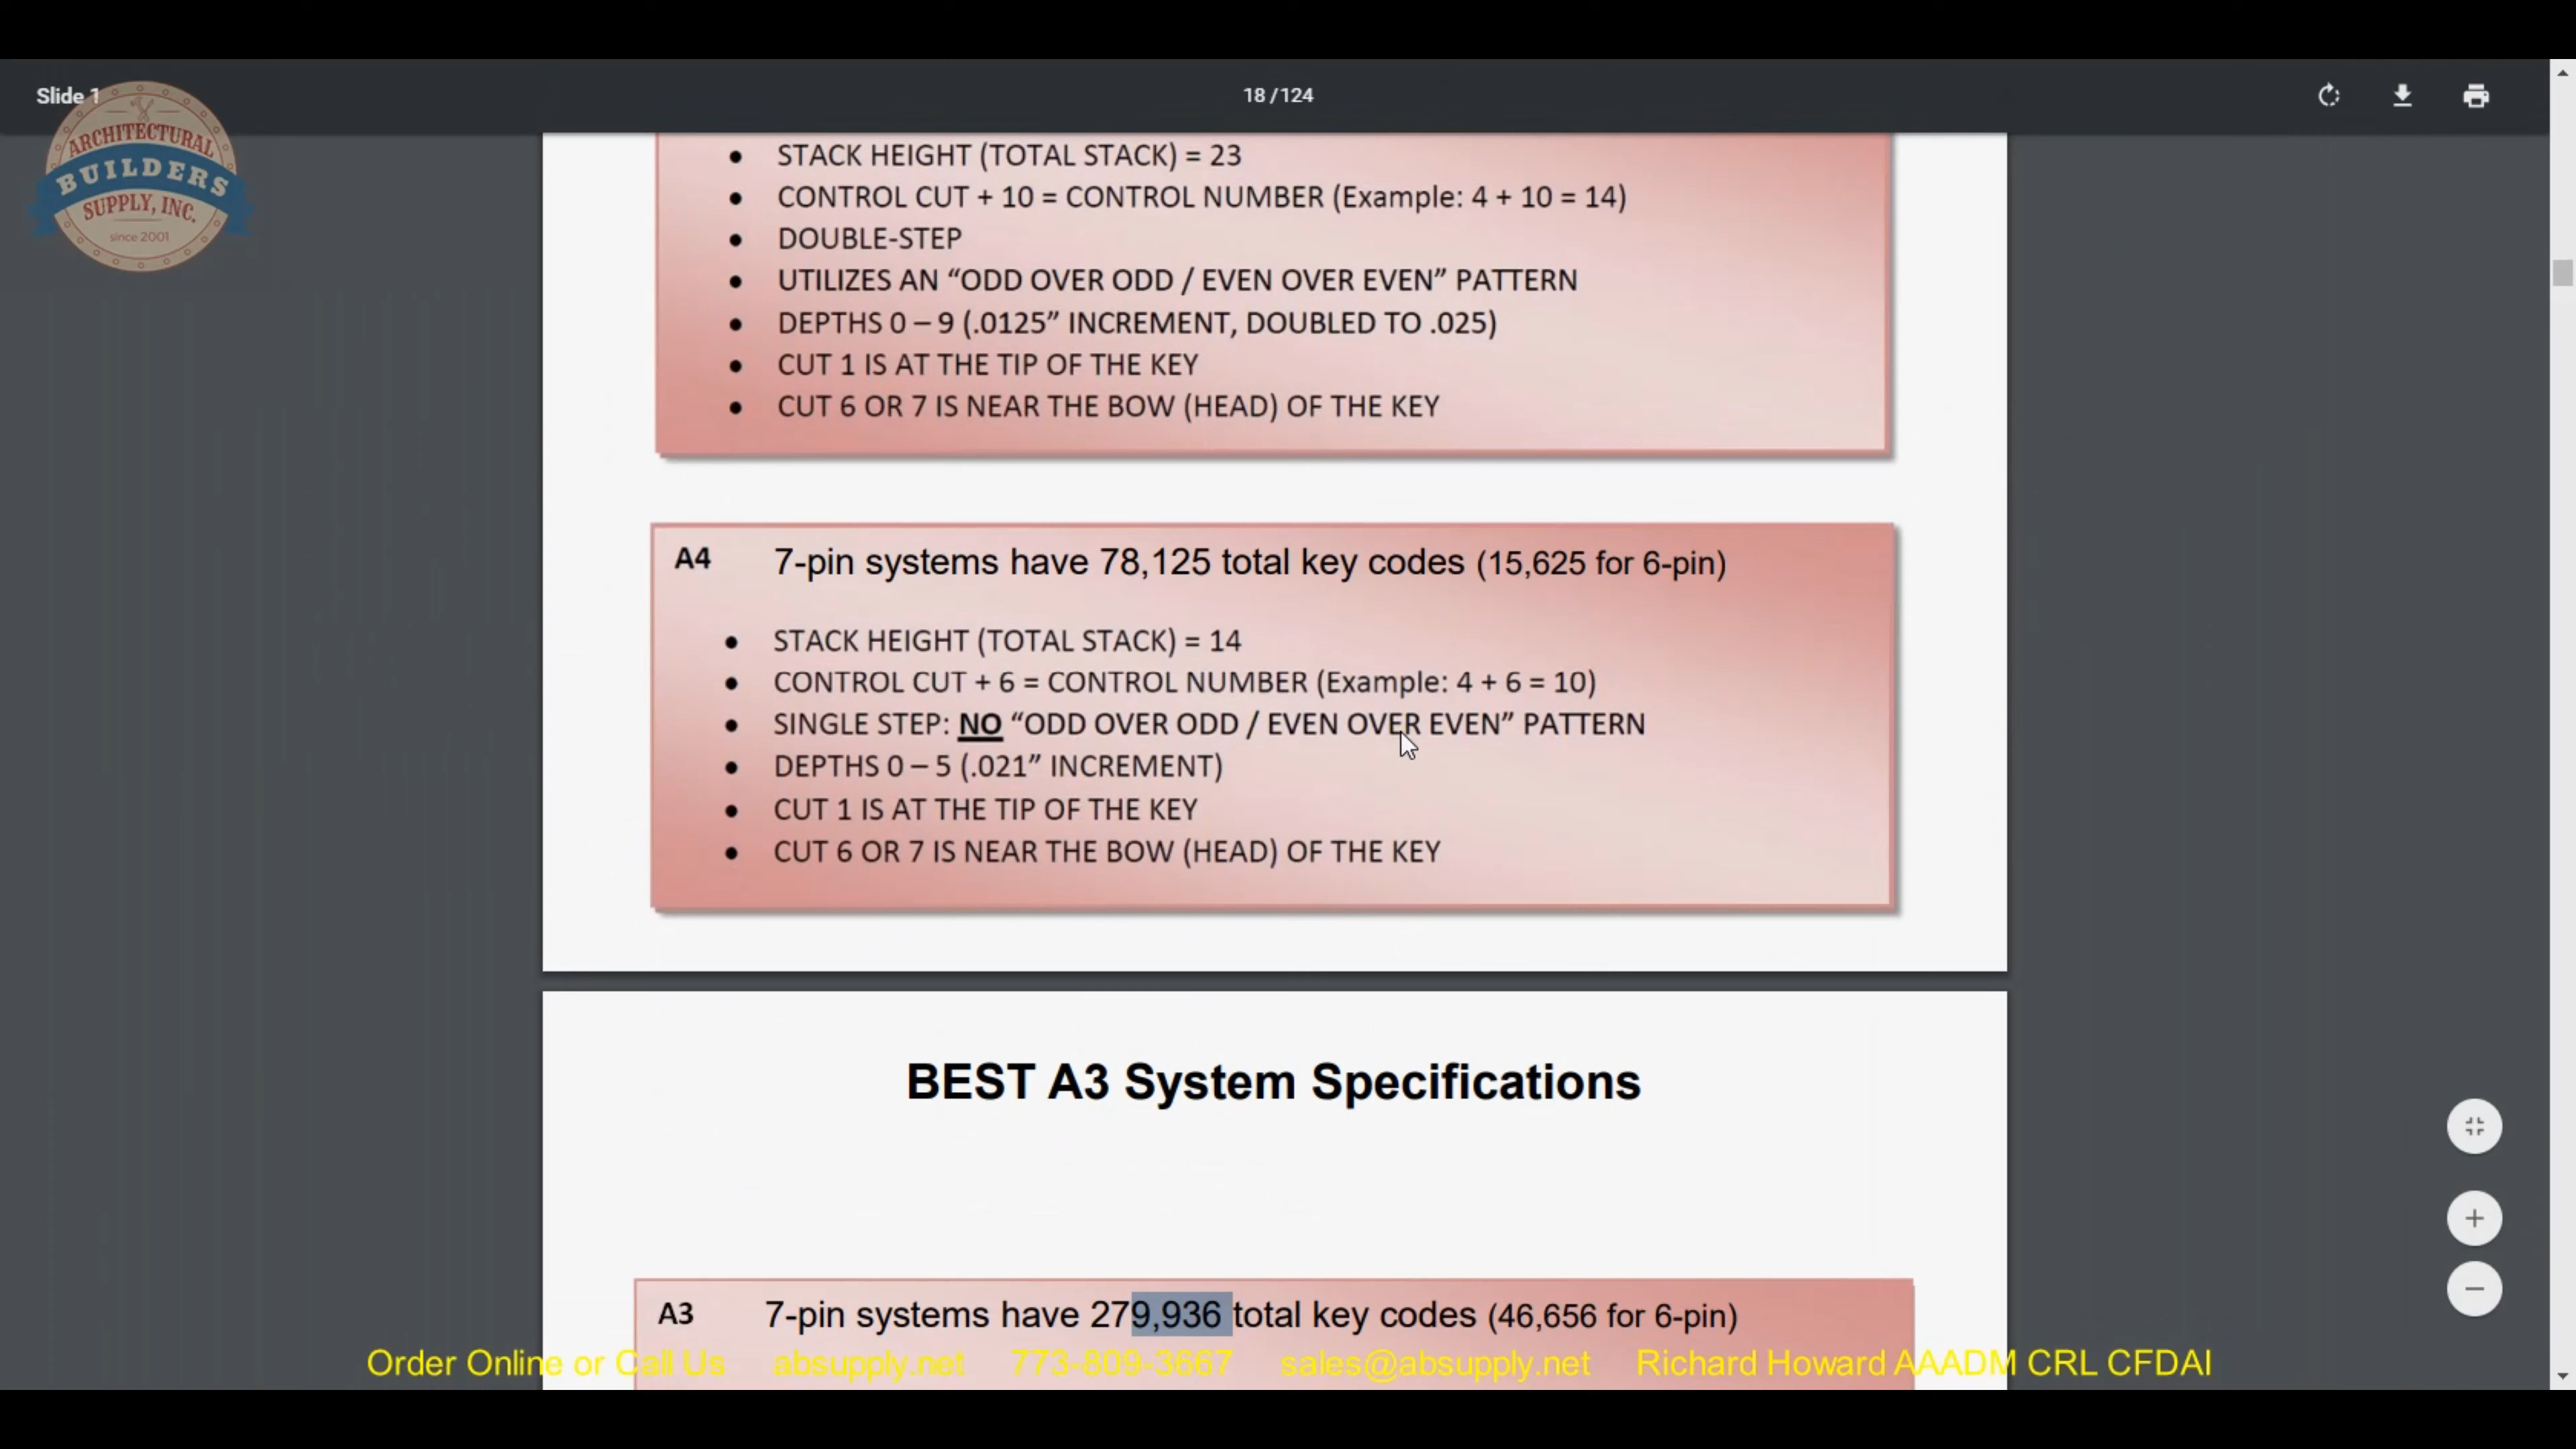 Slide 1
18 / 124
ARCHITECTURAL
BUILDERS
SUPPLY, INC.
since 2001
● STACK HEIGHT (TOTAL STACK) = 23
● CONTROL CUT + 10 = CONTROL NUMBER (Example: 4 + 10 = 14)
● DOUBLE-STEP
● UTILIZES AN “ODD OVER ODD / EVEN OVER EVEN” PATTERN
● DEPTHS 0 – 9 (.0125” INCREMENT, DOUBLED TO .025)
● CUT 1 IS AT THE TIP OF THE KEY
● CUT 6 OR 7 IS NEAR THE BOW (HEAD) OF THE KEY
A4 7-pin systems have 78,125 total key codes (15,625 for 6-pin)
● STACK HEIGHT (TOTAL STACK) = 14
● CONTROL CUT + 6 = CONTROL NUMBER (Example: 4 + 6 = 10)
● SINGLE STEP: NO “ODD OVER ODD / EVEN OVER EVEN” PATTERN
● DEPTHS 0 – 5 (.021” INCREMENT)
● CUT 1 IS AT THE TIP OF THE KEY
● CUT 6 OR 7 IS NEAR THE BOW (HEAD) OF THE KEY
BEST A3 System Specifications
A3 7-pin systems have 279,936 total key codes (46,656 for 6-pin)
Order Online or Call Us absupply.net 773-809-3667 sales@absupply.net Richard Howard AAADM CRL CFDAI